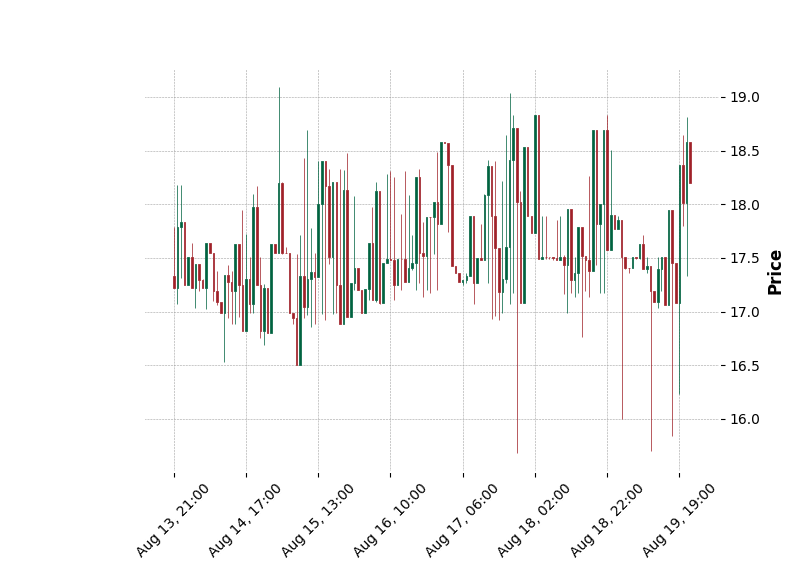 19.0
18.5
18.0
17.5
17.0
16.5
16.0
Price
Aug 13, 21:00
Aug 14, 17:00
Aug 15, 13:00
Aug 16, 10:00
Aug 17, 06:00
Aug 18, 02:00
Aug 18, 22:00
Aug 19, 19:00